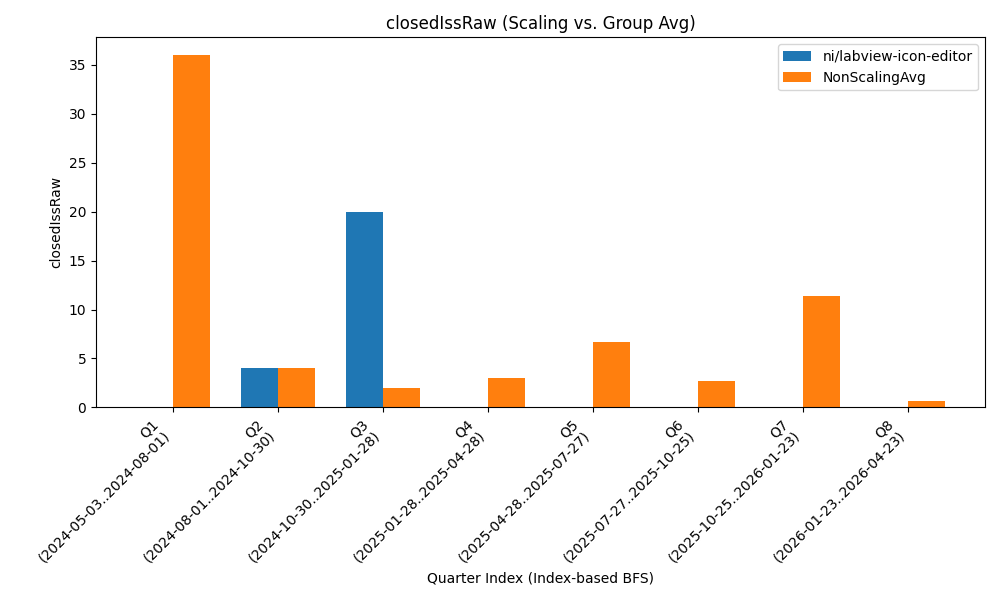 closedIssRaw (Scaling vs. Group Avg)
ni/labview-icon-editor
NonScalingAvg
closedIssRaw
35
30
25
20
15
10
5
0
Q1
(2024-05-03..2024-08-01)
Q2
(2024-08-01..2024-10-30)
Q3
(2024-10-30..2025-01-28)
Q4
(2025-01-28..2025-04-28)
Q5
(2025-04-28..2025-07-27)
Q6
(2025-07-27..2025-10-25)
Q7
(2025-10-25..2026-01-23)
Q8
(2026-01-23..2026-04-23)
Quarter Index (Index-based BFS)